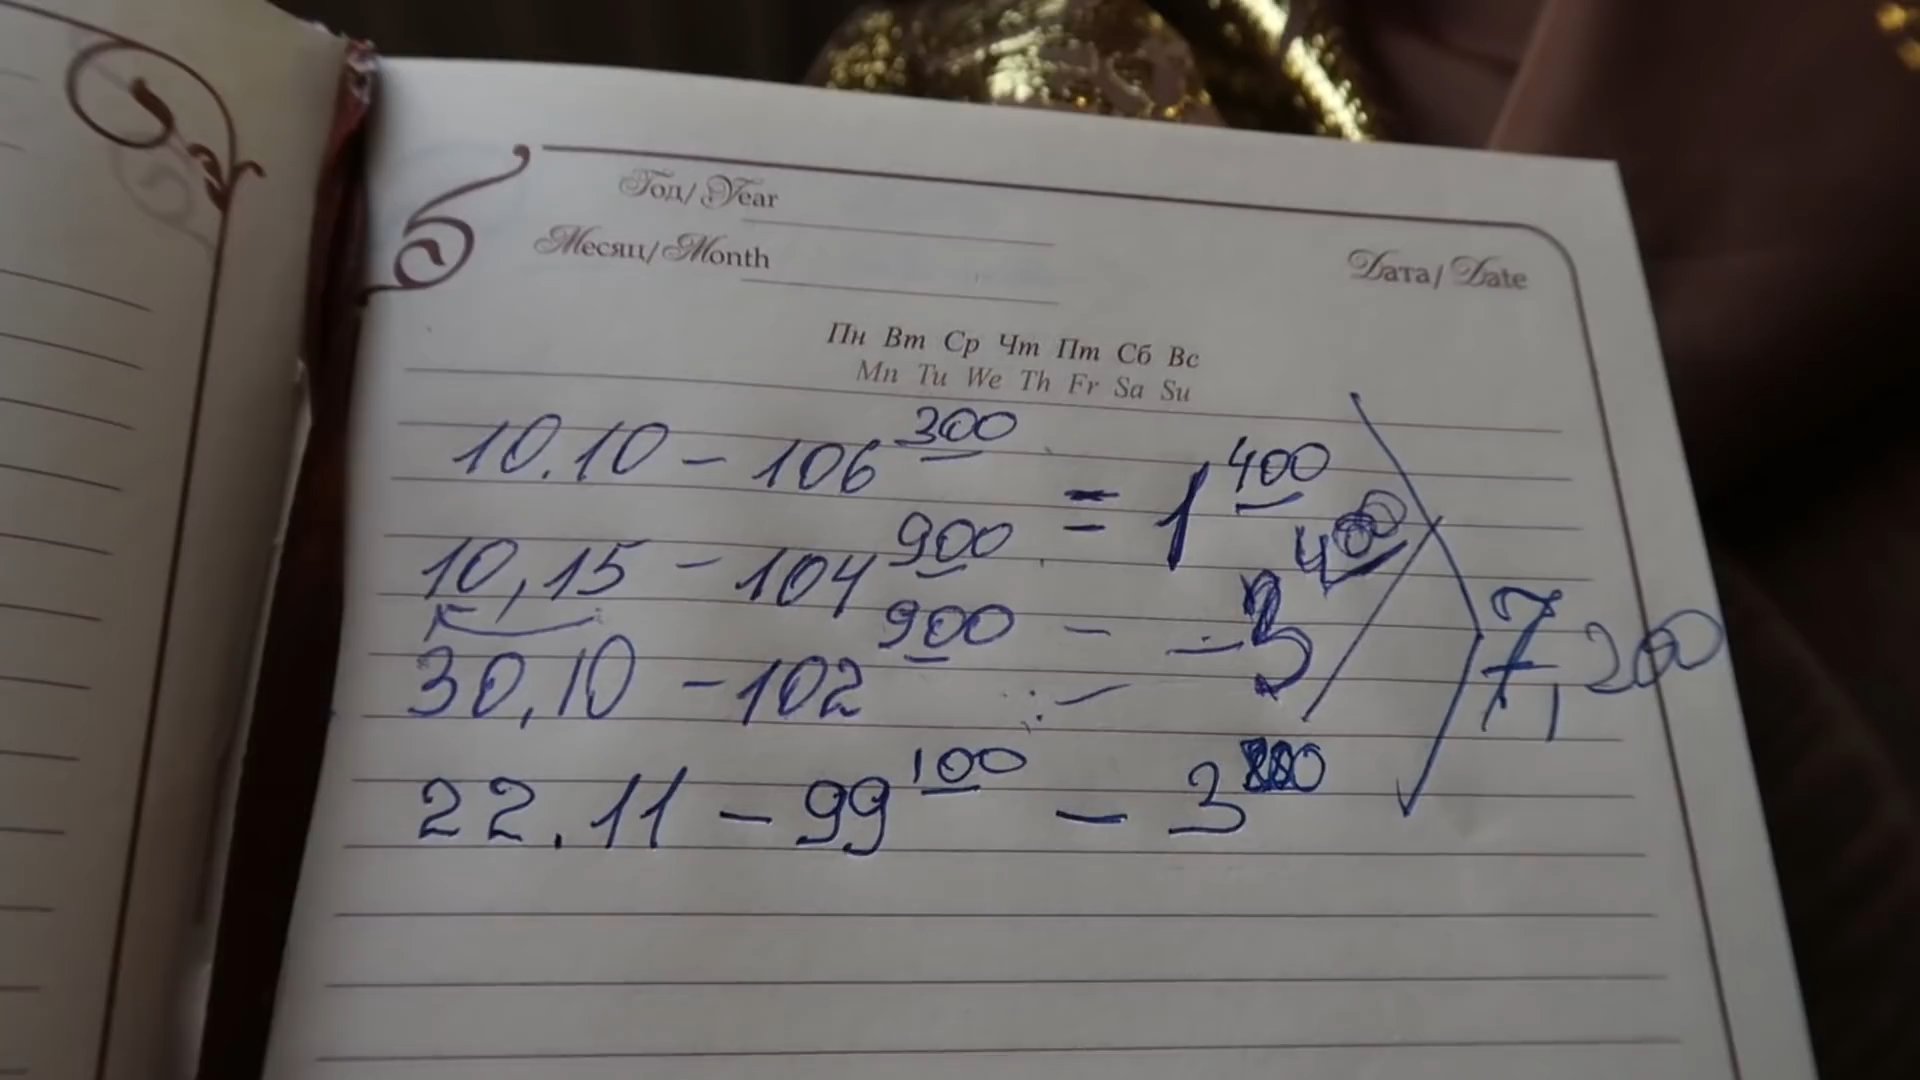 Год/Year
Месяц/Month
Дата/Date
Пн Вт Ср Чт Пт Сб Вс
Mn Tu We Th Fr Sa Su
10.10 - 106 300 = 1 400
10,15 - 104 900 400
30,10 - 102 900 - - 3 7,200
22.11 - 99 100 - 3